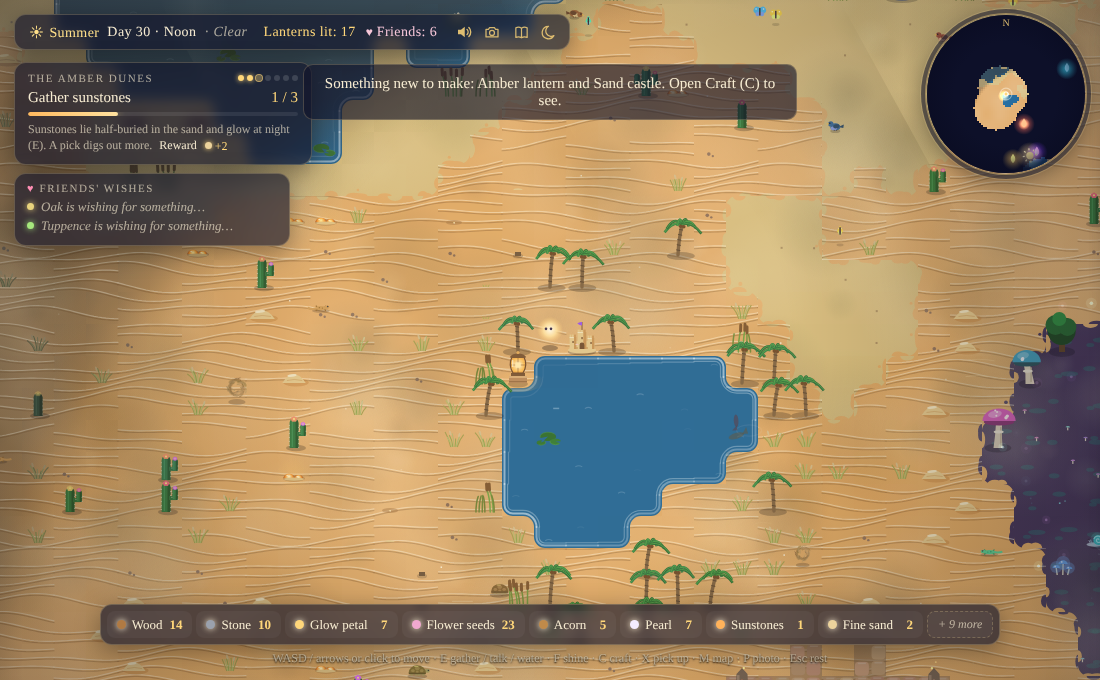 Summer Day 30 · Noon · Clear Lanterns lit: 17 ♥ Friends: 6
N
THE AMBER DUNES
Gather sunstones 1 / 3
Sunstones lie half-buried in the sand and glow at night
(E). A pick digs out more. Reward +2
Something new to make: Amber lantern and Sand castle. Open Craft (C) to
see.
♥ FRIENDS' WISHES
Oak is wishing for something…
Tuppence is wishing for something…
Wood 14 Stone 10 Glow petal 7 Flower seeds 23 Acorn 5 Pearl 7 Sunstones 1 Fine sand 2 + 9 more
WASD / arrows or click to move · E gather / talk / water · F shine · C craft · X pick up · M map · P photo · Esc rest